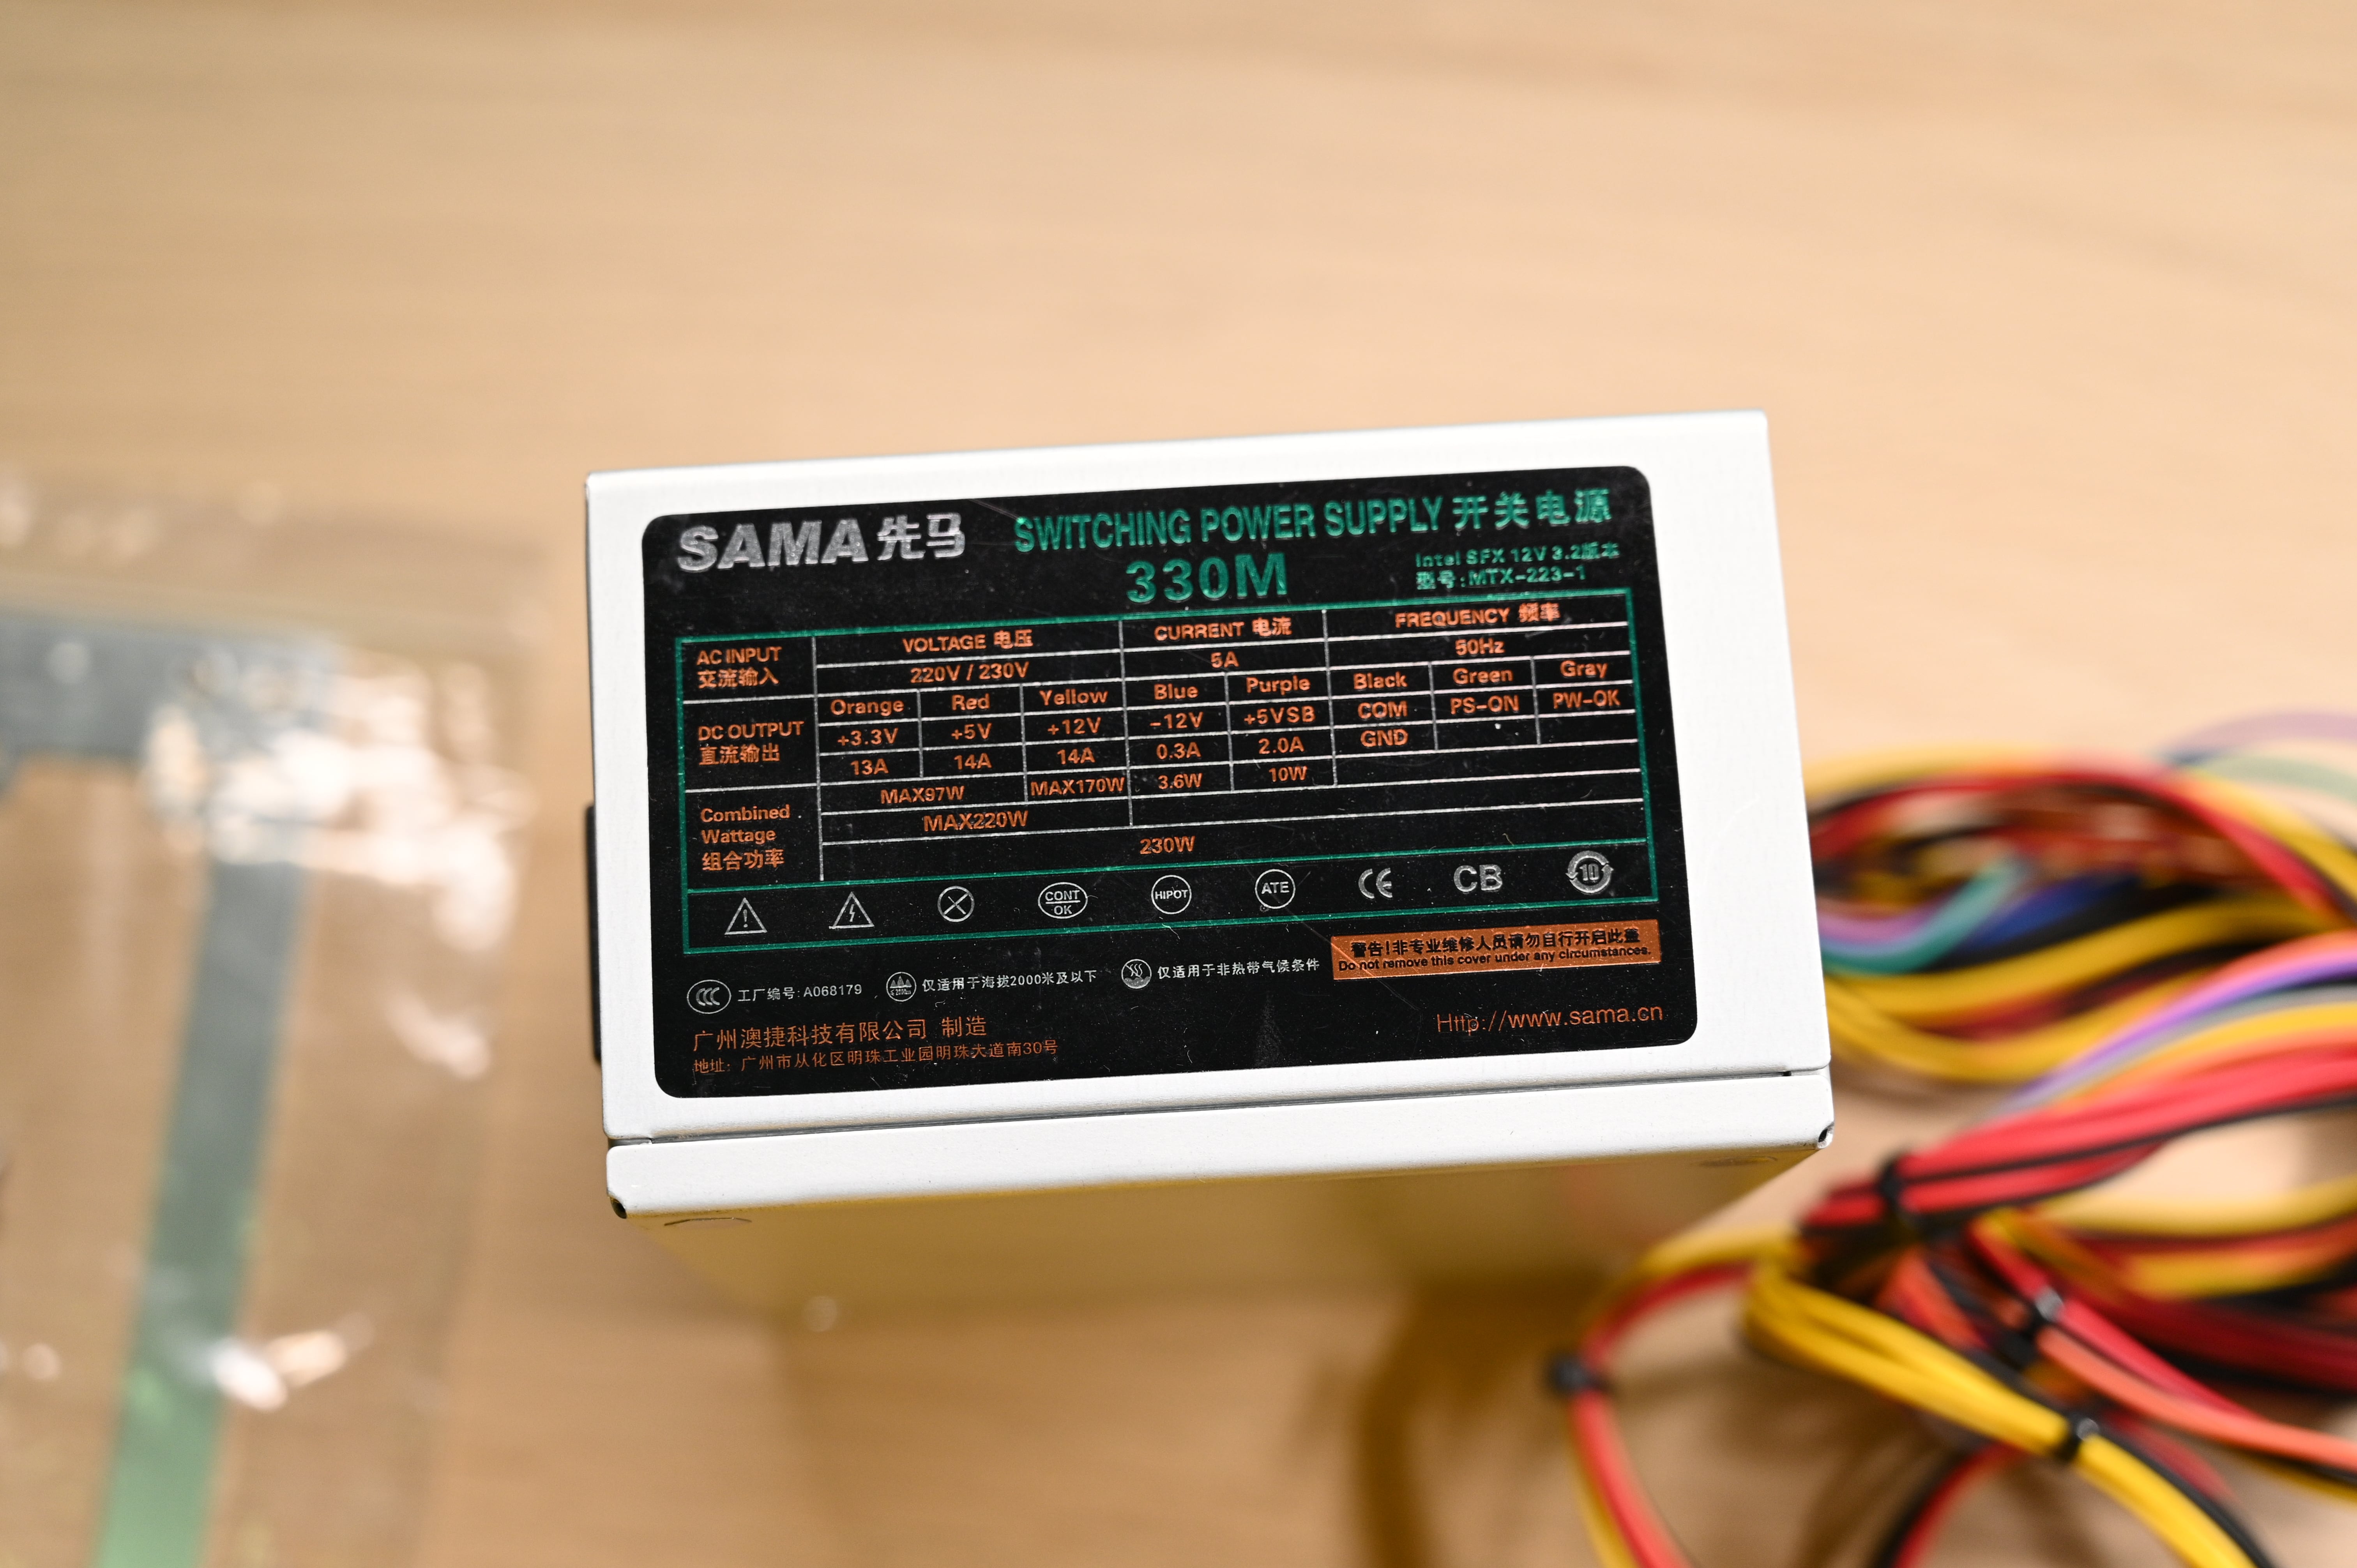 SAMA 先马 SWITCHING POWER SUPPLY 开关电源
330M
Intel SFX 12V 3.2版本
型号:MTX-223-1
AC INPUT 交流输入
VOLTAGE 电压 CURRENT 电流 FREQUENCY 频率
220V / 230V 5A 50Hz
DC OUTPUT 直流输出
Orange Red Yellow Blue Purple Black Green Gray
+3.3V +5V +12V -12V +5VSB COM PS-ON PW-OK
13A 14A 14A 0.3A 2.0A GND
Combined Wattage 组合功率
MAX97W MAX170W 3.6W 10W
MAX220W
230W
CONT OK HIPOT ATE CE CB 10
警告!非专业维修人员请勿自行开启此盖
Do not remove this cover under any circumstances.
CCC 工厂编号:A068179 仅适用于海拔2000米及以下 仅适用于非热带气候条件
广州澳捷科技有限公司 制造
地址: 广州市从化区明珠工业园明珠大道南30号
Http://www.sama.cn